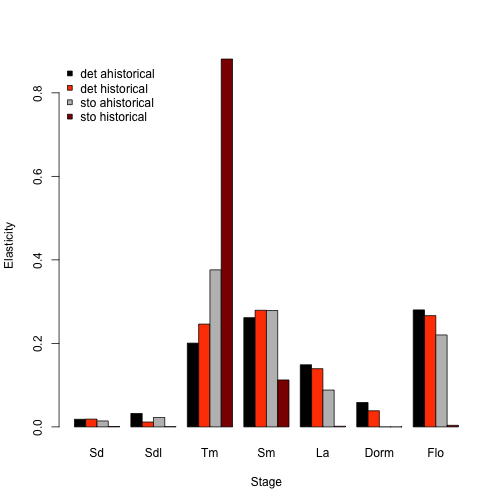 det ahistorical
det historical
sto ahistorical
sto historical
Elasticity
0.8
0.6
0.4
0.2
0.0
Sd Sdl Tm Sm La Dorm Flo
Stage